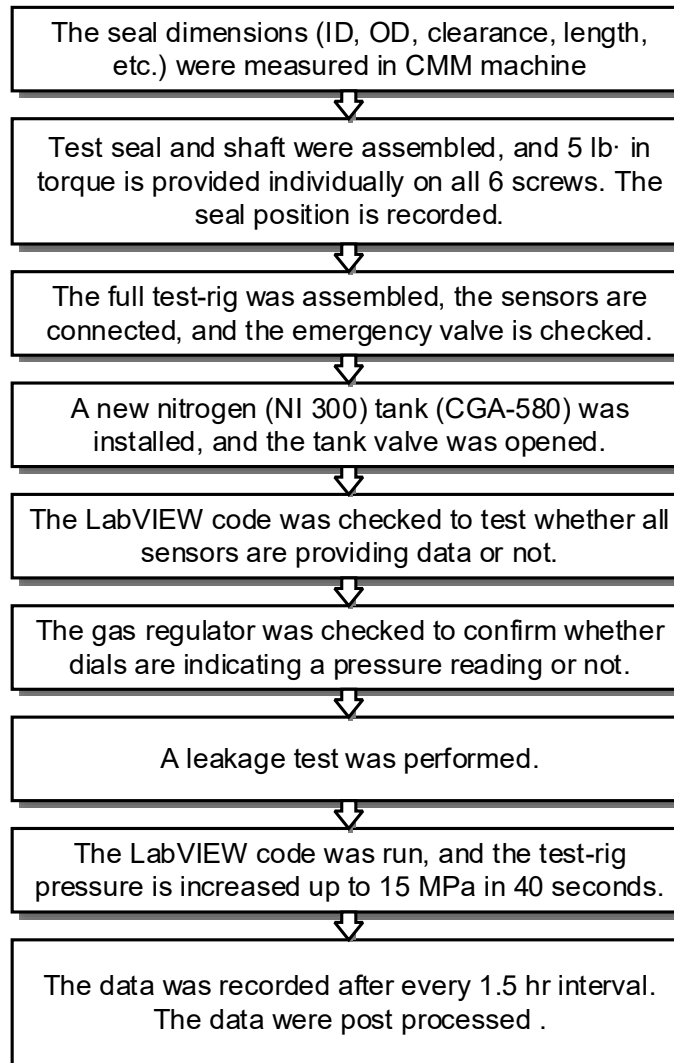 The seal dimensions (ID, OD, clearance, length,
etc.) were measured in CMM machine
Test seal and shaft were assembled, and 5 lb· in
torque is provided individually on all 6 screws. The
seal position is recorded.
The full test-rig was assembled, the sensors are
connected, and the emergency valve is checked.
A new nitrogen (NI 300) tank (CGA-580) was
installed, and the tank valve was opened.
The LabVIEW code was checked to test whether all
sensors are providing data or not.
The gas regulator was checked to confirm whether
dials are indicating a pressure reading or not.
A leakage test was performed.
The LabVIEW code was run, and the test-rig
pressure is increased up to 15 MPa in 40 seconds.
The data was recorded after every 1.5 hr interval.
The data were post processed .